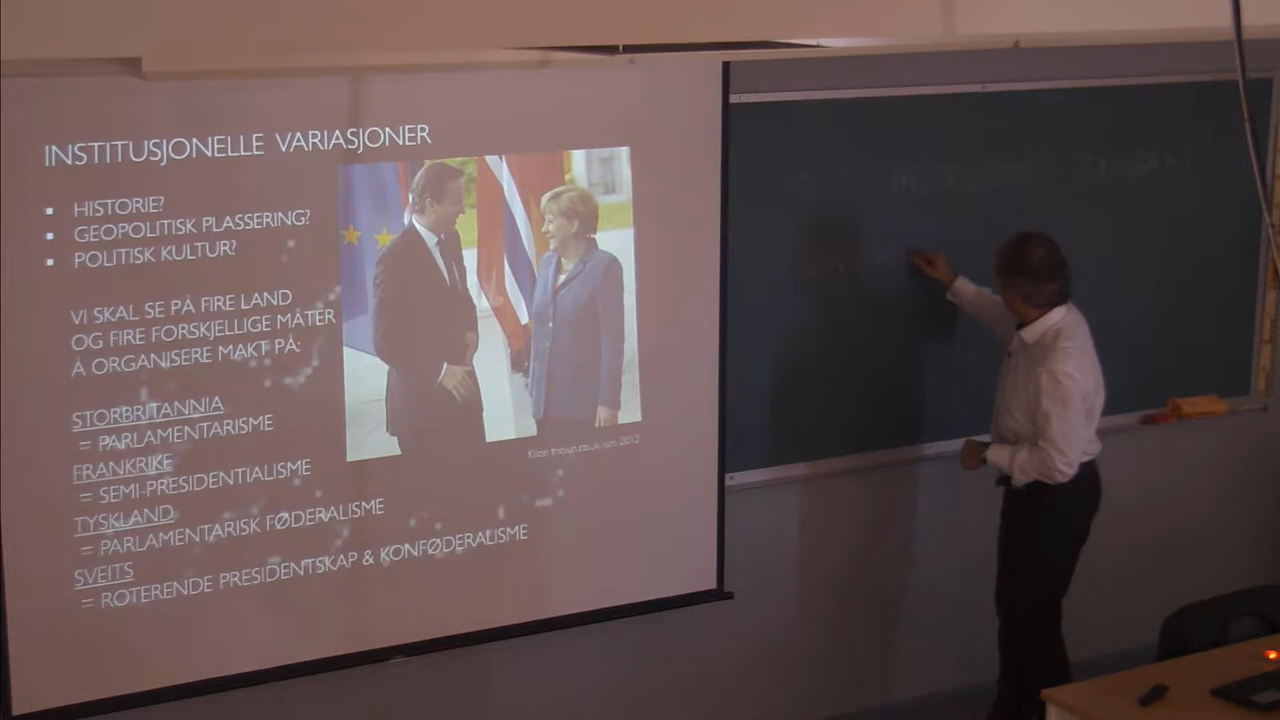 INSTITUSJONELLE VARIASJONER
▪ HISTORIE?
▪ GEOPOLITISK PLASSERING?
▪ POLITISK KULTUR?
VI SKAL SE PÅ FIRE LAND
OG FIRE FORSKJELLIGE MÅTER
Å ORGANISERE MAKT PÅ:
STORBRITANNIA
= PARLAMENTARISME
FRANKRIKE
= SEMI-PRESIDENTIALISME
TYSKLAND
= PARLAMENTARISK FØDERALISME
SVEITS
= ROTERENDE PRESIDENTSKAP & KONFØDERALISME
2012